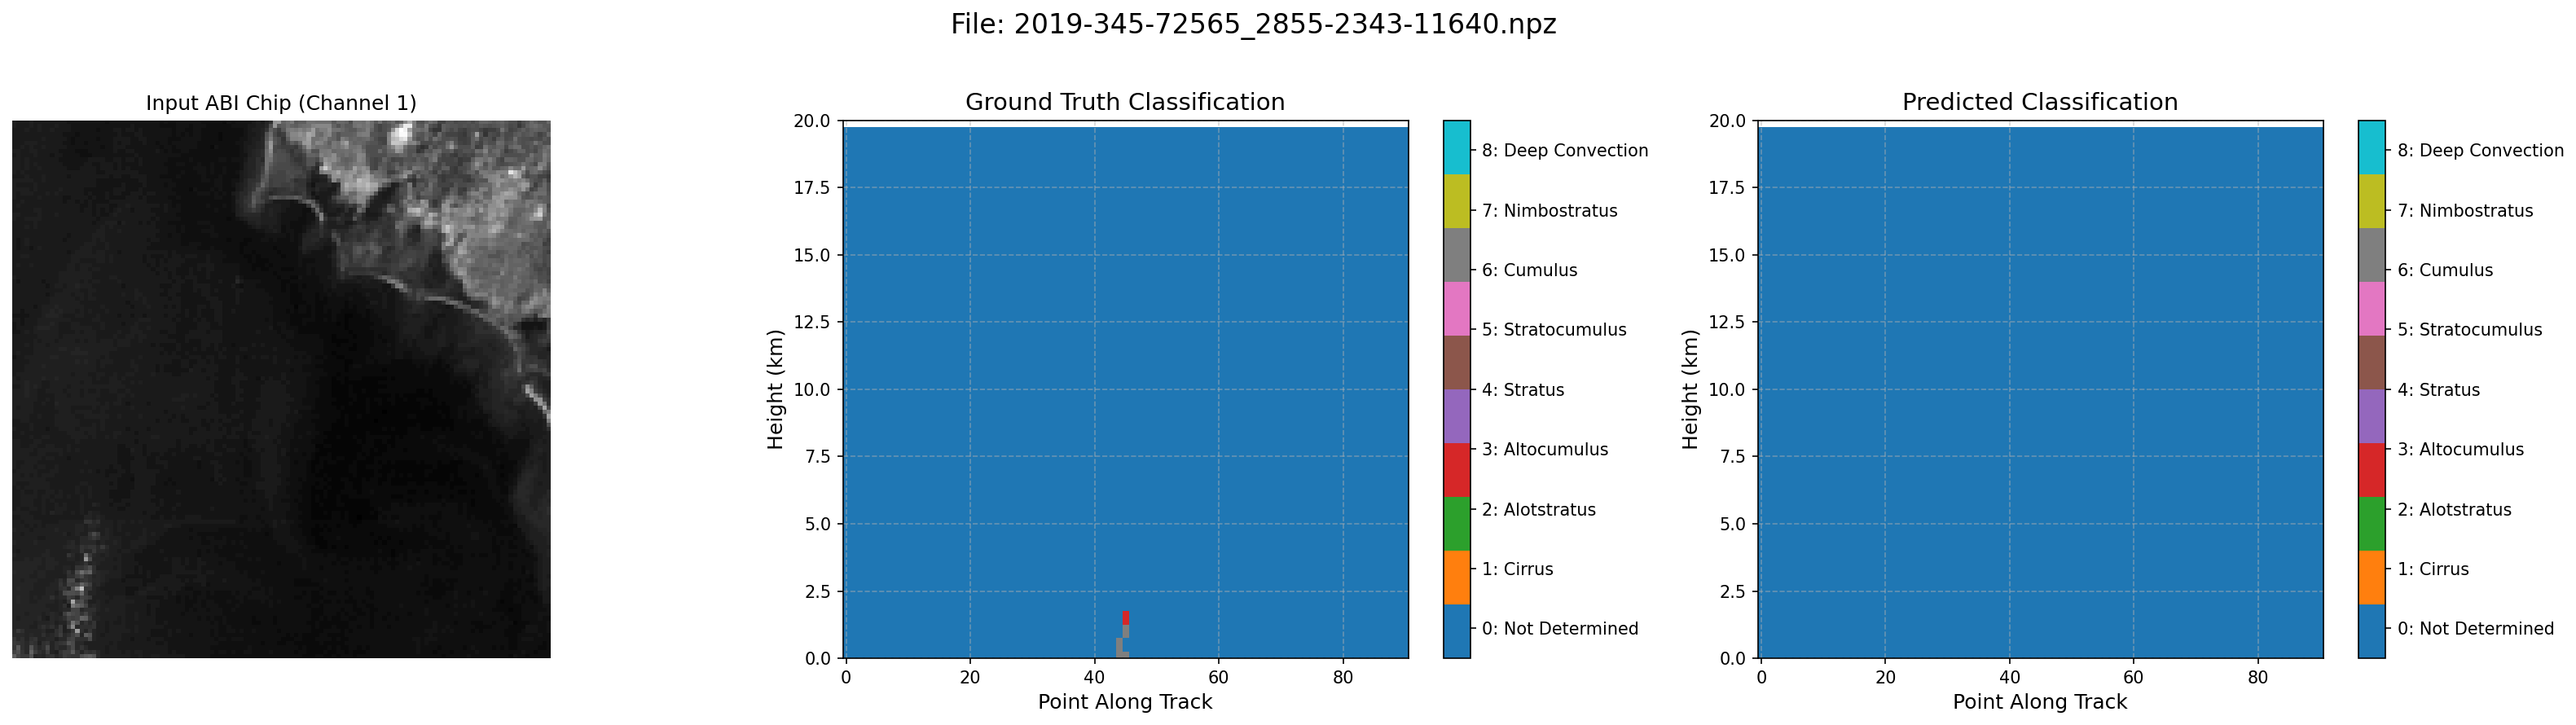 File: 2019-345-72565_2855-2343-11640.npz
Input ABI Chip (Channel 1)
Ground Truth Classification
Height (km)
20.0
17.5
15.0
12.5
10.0
7.5
5.0
2.5
0.0
0 20 40 60 80
Point Along Track
8: Deep Convection
7: Nimbostratus
6: Cumulus
5: Stratocumulus
4: Stratus
3: Altocumulus
2: Alotstratus
1: Cirrus
0: Not Determined
Predicted Classification
Height (km)
20.0
17.5
15.0
12.5
10.0
7.5
5.0
2.5
0.0
0 20 40 60 80
Point Along Track
8: Deep Convection
7: Nimbostratus
6: Cumulus
5: Stratocumulus
4: Stratus
3: Altocumulus
2: Alotstratus
1: Cirrus
0: Not Determined